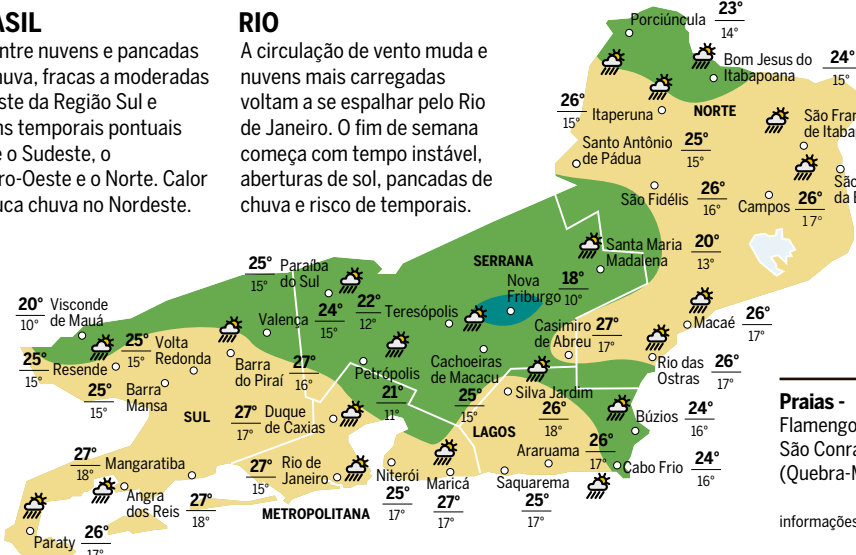 RIO
ntre nuvens e pancadas
uva, fracas a moderadas
ste da Região Sul e
ns temporais pontuais
e o Sudeste, o
ro-Oeste e o Norte. Calor
uca chuva no Nordeste.
A circulação de vento muda e
nuvens mais carregadas
voltam a se espalhar pelo Rio
de Janeiro. O fim de semana
começa com tempo instável,
aberturas de sol, pancadas de
chuva e risco de temporais.
Porciúncula 23°
14°
Bom Jesus do
Itabapoana
24°
15°
NORTE
26°
15°
Itaperuna
São Fran
de Itabap
Santo Antônio
de Pádua
25°
15°
São Fidélis
26°
16°
Campos
26°
17°
São
da B
Santa Maria
Madalena
20°
13°
SERRANA
Nova
Friburgo
18°
10°
25°
15°
Paraíba
do Sul
20°
10°
Visconde
de Mauá
Valença
24°
15°
22°
12°
Teresópolis
Casimiro
de Abreu
27°
17°
Macaé
26°
17°
25°
15°
Resende
25°
15°
Volta
Redonda
Barra
do Piraí
27°
16°
Petrópolis
21°
11°
Cachoeiras
de Macacu
25°
15°
Rio das
Ostras
26°
17°
25°
15°
Barra
Mansa
SUL
Silva Jardim
26°
18°
27°
17°
Duque
de Caxias
LAGOS
Búzios
24°
16°
27°
18°
Mangaratiba
27°
15°
Rio de
Janeiro
Niterói
25°
17°
Maricá
27°
17°
Araruama
26°
17°
Cabo Frio
24°
16°
Saquarema
25°
17°
Angra
dos Reis
27°
18°
METROPOLITANA
Paraty
26°
17°
Praias -
Flamengo
São Conra
(Quebra-M
informações